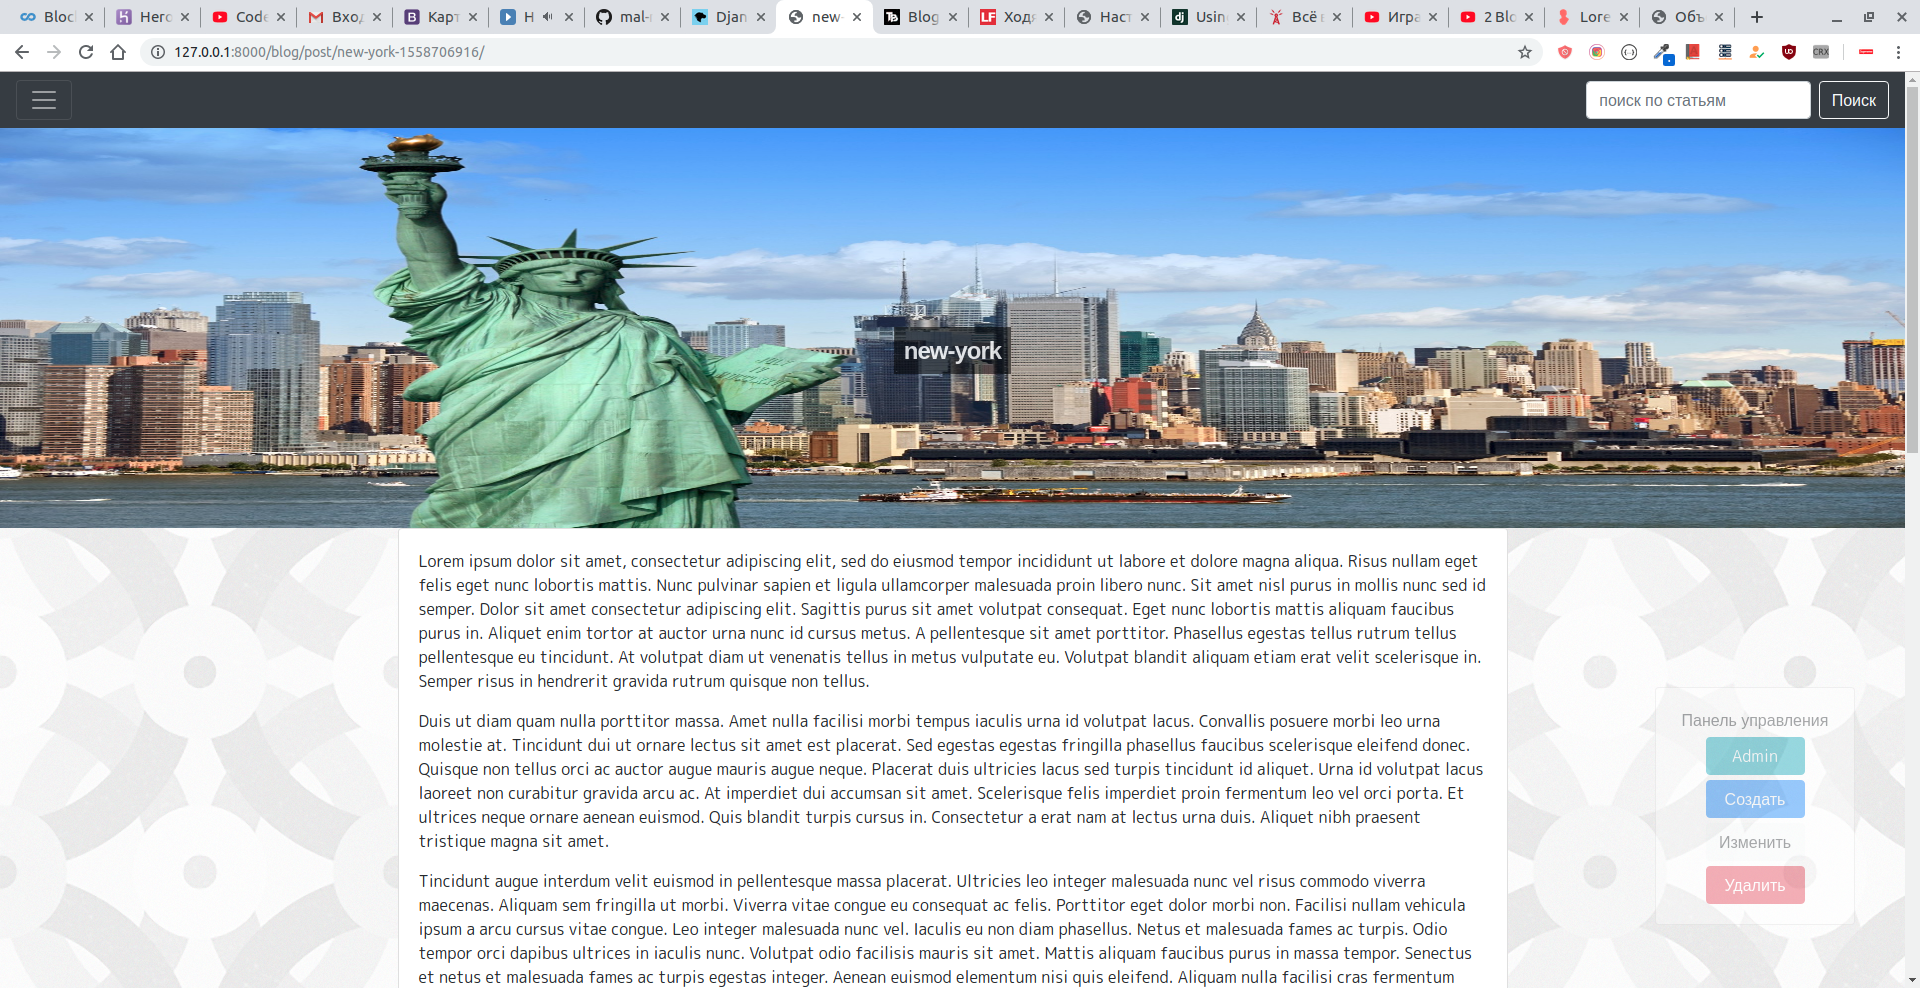 Bloc
Hero
Code
Вход
Карт
Н
mal-
Djan
new-
Blog
Ходя
Наст
Usin
Всё
Игра
2 Blo
Lore
Объ
127.0.0.1:8000/blog/post/new-york-1558706916/
поиск по статьям
Поиск
new-york
Lorem ipsum dolor sit amet, consectetur adipiscing elit, sed do eiusmod tempor incididunt ut labore et dolore magna aliqua. Risus nullam eget
felis eget nunc lobortis mattis. Nunc pulvinar sapien et ligula ullamcorper malesuada proin libero nunc. Sit amet nisl purus in mollis nunc sed id
semper. Dolor sit amet consectetur adipiscing elit. Sagittis purus sit amet volutpat consequat. Eget nunc lobortis mattis aliquam faucibus
purus in. Aliquet enim tortor at auctor urna nunc id cursus metus. A pellentesque sit amet porttitor. Phasellus egestas tellus rutrum tellus
pellentesque eu tincidunt. At volutpat diam ut venenatis tellus in metus vulputate eu. Volutpat blandit aliquam etiam erat velit scelerisque in.
Semper risus in hendrerit gravida rutrum quisque non tellus.
Duis ut diam quam nulla porttitor massa. Amet nulla facilisi morbi tempus iaculis urna id volutpat lacus. Convallis posuere morbi leo urna
molestie at. Tincidunt dui ut ornare lectus sit amet est placerat. Sed egestas egestas fringilla phasellus faucibus scelerisque eleifend donec.
Quisque non tellus orci ac auctor augue mauris augue neque. Placerat duis ultricies lacus sed turpis tincidunt id aliquet. Urna id volutpat lacus
laoreet non curabitur gravida arcu ac. At imperdiet dui accumsan sit amet. Scelerisque felis imperdiet proin fermentum leo vel orci porta. Et
ultrices neque ornare aenean euismod. Quis blandit turpis cursus in. Consectetur a erat nam at lectus urna duis. Aliquet nibh praesent
tristique magna sit amet.
Tincidunt augue interdum velit euismod in pellentesque massa placerat. Ultricies leo integer malesuada nunc vel risus commodo viverra
maecenas. Aliquam sem fringilla ut morbi. Viverra vitae congue eu consequat ac felis. Porttitor eget dolor morbi non. Facilisi nullam vehicula
ipsum a arcu cursus vitae congue. Leo integer malesuada nunc vel. Iaculis eu non diam phasellus. Netus et malesuada fames ac turpis. Odio
tempor orci dapibus ultrices in iaculis nunc. Volutpat odio facilisis mauris sit amet. Mattis aliquam faucibus purus in massa tempor. Senectus
et netus et malesuada fames ac turpis egestas integer. Aenean euismod elementum nisi quis eleifend. Aliquam nulla facilisi cras fermentum
Панель управления
Admin
Создать
Изменить
Удалить